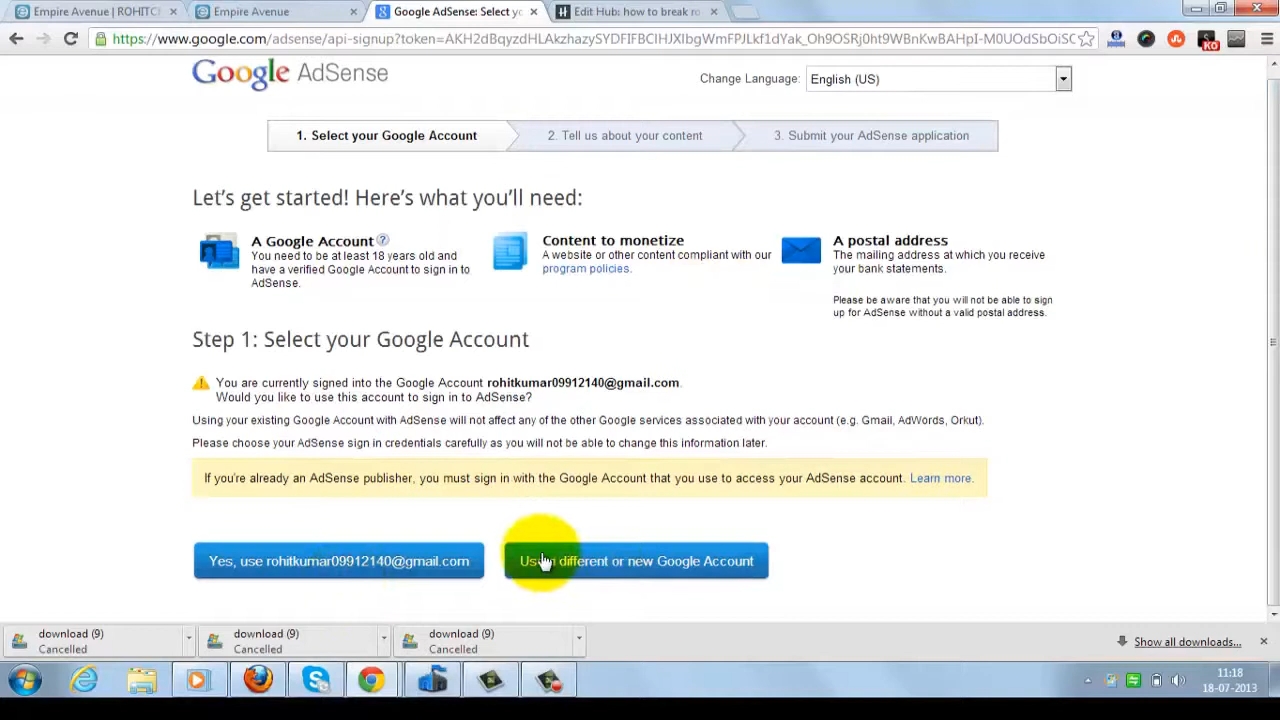 Empire Avenue | ROHITC
Empire Avenue
Google AdSense: Select yo
Edit Hub: how to break ro
https://www.google.com/adsense/api-signup?token=
Google AdSense
Change Language: English (US)
1. Select your Google Account
2. Tell us about your content
3. Submit your AdSense application
Let's get started! Here's what you'll need:
A Google Account ?
You need to be at least 18 years old and
have a verified Google Account to sign in to
AdSense.
Content to monetize
A website or other content compliant with our
program policies.
A postal address
The mailing address at which you receive
your bank statements.
Please be aware that you will not be able to sign
up for AdSense without a valid postal address.
Step 1: Select your Google Account
You are currently signed into the Google Account rohitkumar09912140@gmail.com.
Would you like to use this account to sign in to AdSense?
Using your existing Google Account with AdSense will not affect any of the other Google services associated with your account (e.g. Gmail, AdWords, Orkut).
Please choose your AdSense sign in credentials carefully as you will not be able to change this information later.
If you're already an AdSense publisher, you must sign in with the Google Account that you use to access your AdSense account. Learn more.
Yes, use rohitkumar09912140@gmail.com
different or new Google Account
download (9)
Cancelled
download (9)
Cancelled
download (9)
Cancelled
Show all downloads...
KO
11:18
18-07-2013